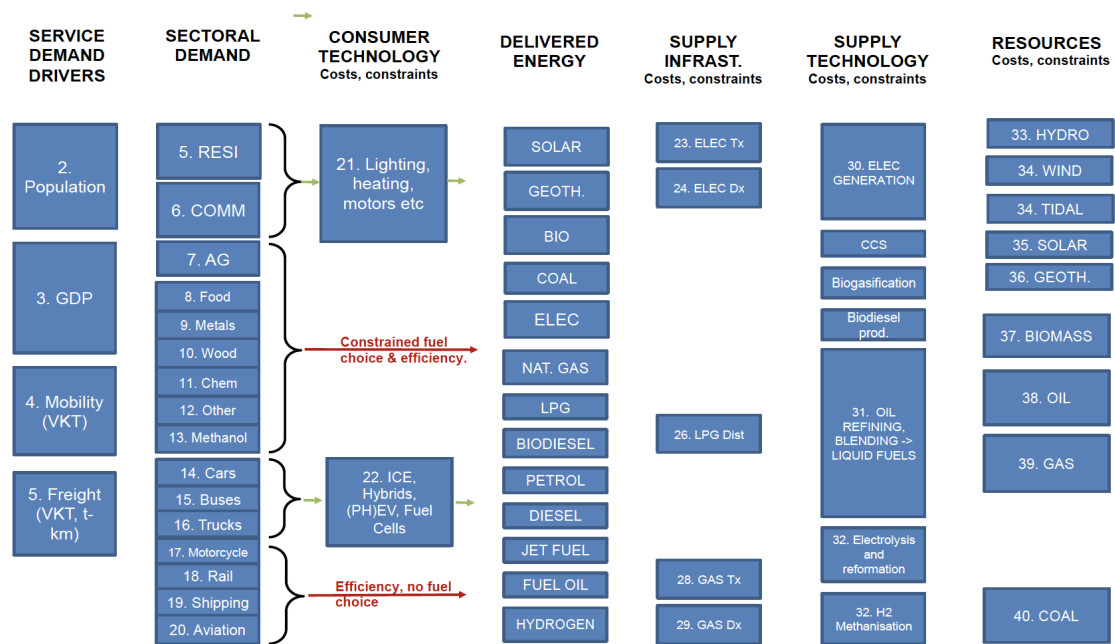 SERVICE
DEMAND
DRIVERS
SECTORAL
DEMAND
CONSUMER
TECHNOLOGY
Costs, constraints
DELIVERED
ENERGY
SUPPLY
INFRAST.
Costs, constraints
SUPPLY
TECHNOLOGY
Costs, constraints
RESOURCES
Costs, constraints
2.
Population
3. GDP
4. Mobility
(VKT)
5. Freight
(VKT, t-
km)
5. RESI
6. COMM
7. AG
8. Food
9. Metals
10. Wood
11. Chem
12. Other
13. Methanol
14. Cars
15. Buses
16. Trucks
17. Motorcycle
18. Rail
19. Shipping
20. Aviation
21. Lighting,
heating,
motors etc
Constrained fuel
choice & efficiency.
22. ICE,
Hybrids,
(PH)EV, Fuel
Cells
Efficiency, no fuel
choice
SOLAR
GEOTH.
BIO
COAL
ELEC
NAT. GAS
LPG
BIODIESEL
PETROL
DIESEL
JET FUEL
FUEL OIL
HYDROGEN
23. ELEC Tx
24. ELEC Dx
26. LPG Dist
28. GAS Tx
29. GAS Dx
30. ELEC
GENERATION
CCS
Biogasification
Biodiesel
prod.
31. OIL
REFINING,
BLENDING ->
LIQUID FUELS
32. Electrolysis
and
reformation
32. H2
Methanisation
33. HYDRO
34. WIND
34. TIDAL
35. SOLAR
36. GEOTH.
37. BIOMASS
38. OIL
39. GAS
40. COAL